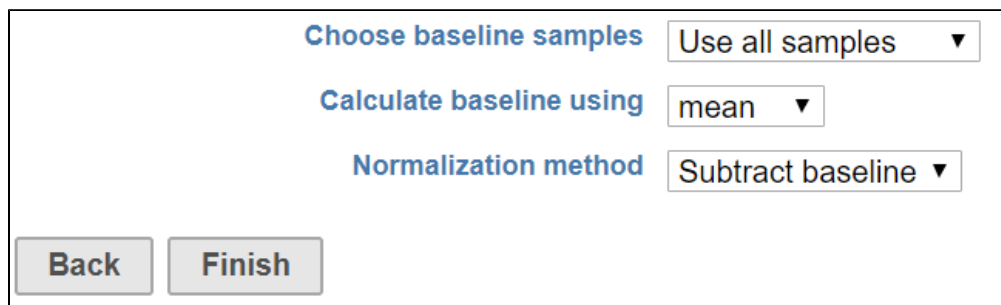 Choose baseline samples Use all samples ▼
Calculate baseline using mean ▼
Normalization method Subtract baseline ▼
Back Finish